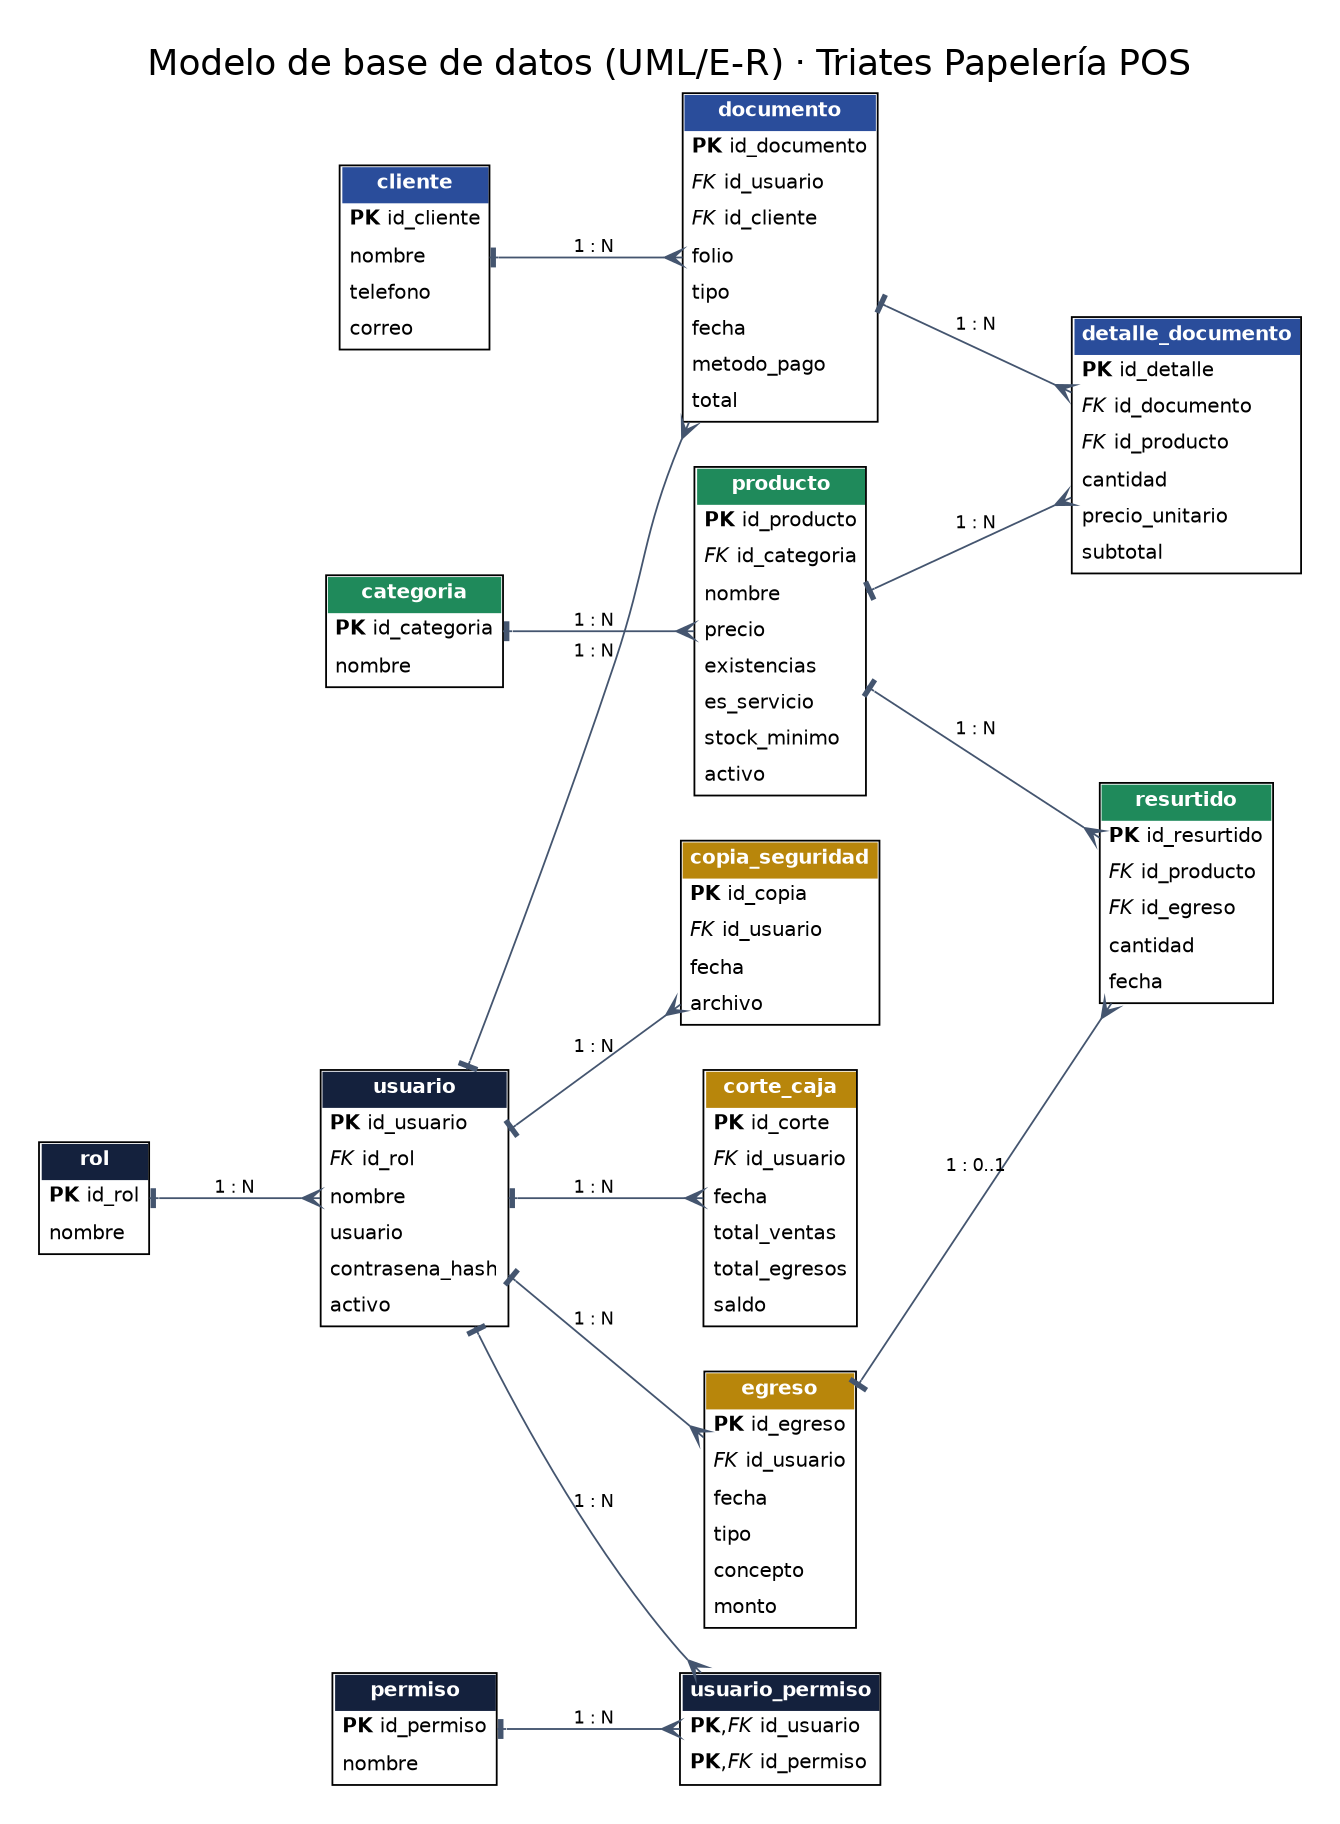 Modelo de base de datos (UML/E-R) · Triates Papelería POS
documento
PK id_documento
FK id_usuario
FK id_cliente
folio
tipo
fecha
metodo_pago
total
cliente
PK id_cliente
nombre
telefono
correo
1 : N
1 : N
detalle_documento
PK id_detalle
FK id_documento
FK id_producto
cantidad
precio_unitario
subtotal
producto
PK id_producto
FK id_categoria
nombre
precio
existencias
es_servicio
stock_minimo
activo
1 : N
categoria
PK id_categoria
nombre
1 : N
1 : N
1 : N
resurtido
PK id_resurtido
FK id_producto
FK id_egreso
cantidad
fecha
copia_seguridad
PK id_copia
FK id_usuario
fecha
archivo
1 : N
usuario
PK id_usuario
FK id_rol
nombre
usuario
contrasena_hash
activo
corte_caja
PK id_corte
FK id_usuario
fecha
total_ventas
total_egresos
saldo
rol
PK id_rol
nombre
1 : N
1 : N
1 : 0..1
1 : N
egreso
PK id_egreso
FK id_usuario
fecha
tipo
concepto
monto
1 : N
permiso
PK id_permiso
nombre
1 : N
usuario_permiso
PK,FK id_usuario
PK,FK id_permiso